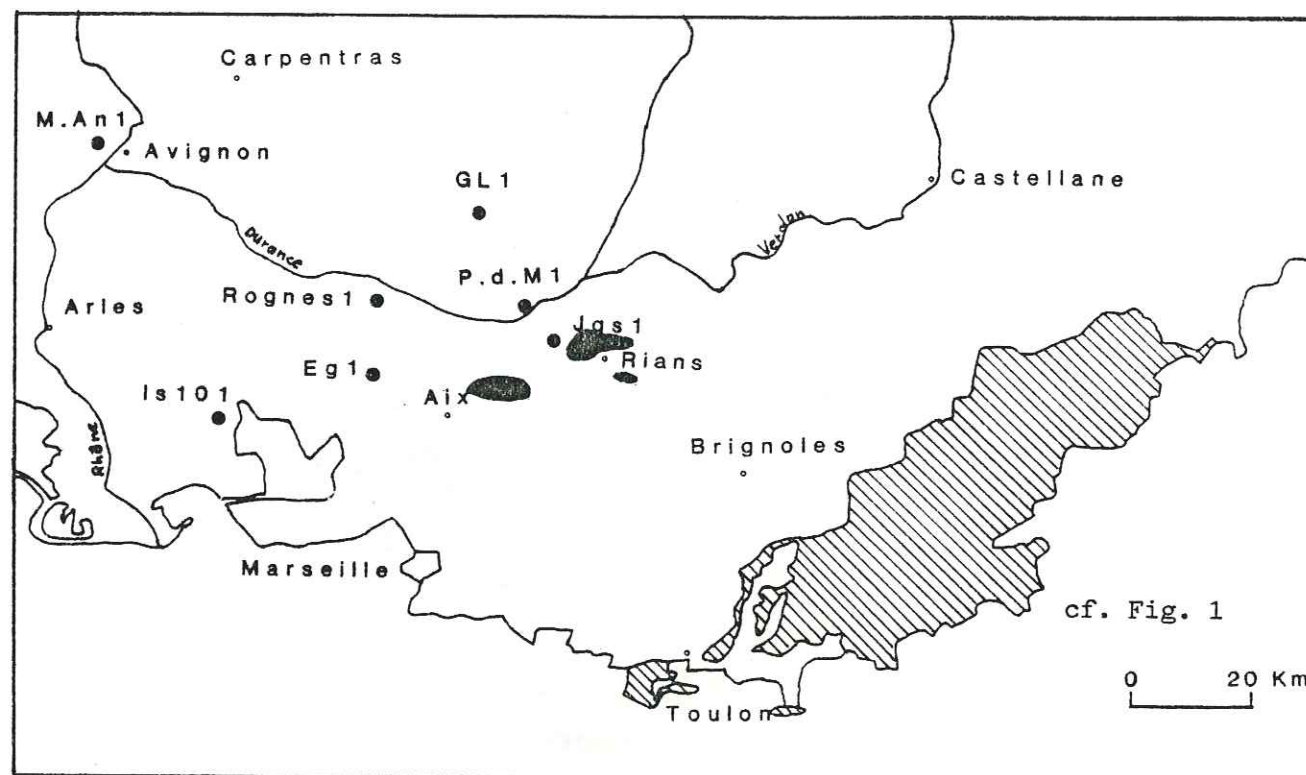 Carpentras
M.An1
Avignon
GL1
Castellane
Durance
Verdon
P.d.M1
Rognes1
Arles
Jqs1
Rians
Eg1
Aix
Is101
Brignoles
Rhône
Marseille
cf. Fig. 1
0 20 Km
Toulon